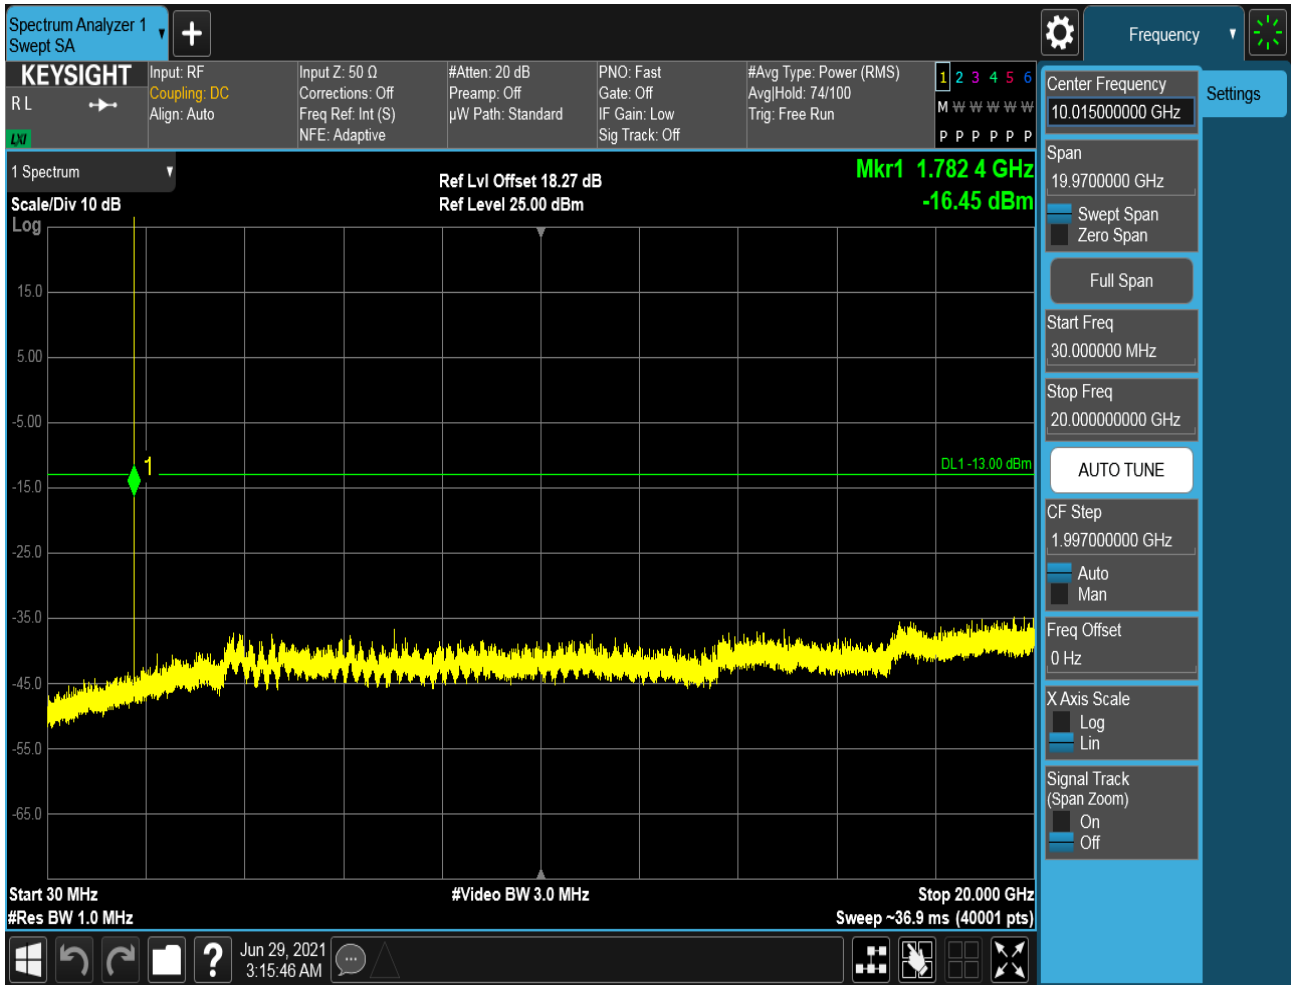 Spectrum Analyzer 1
Swept SA
Frequency
KEYSIGHT
R L
LXI
Input: RF
Coupling: DC
Align: Auto
Input Z: 50 Ω
Corrections: Off
Freq Ref: Int (S)
NFE: Adaptive
#Atten: 20 dB
Preamp: Off
µW Path: Standard
PNO: Fast
Gate: Off
IF Gain: Low
Sig Track: Off
#Avg Type: Power (RMS)
Avg|Hold: 74/100
Trig: Free Run
1 2 3 4 5 6
M W W W W W
P P P P P P
1 Spectrum
Scale/Div 10 dB
Log
Ref Lvl Offset 18.27 dB
Ref Level 25.00 dBm
Mkr1 1.782 4 GHz
-16.45 dBm
15.0
5.00
-5.00
1
DL1 -13.00 dBm
-15.0
-25.0
-35.0
-45.0
-55.0
-65.0
Start 30 MHz
#Res BW 1.0 MHz
#Video BW 3.0 MHz
Stop 20.000 GHz
Sweep ~36.9 ms (40001 pts)
Jun 29, 2021
3:15:46 AM
Center Frequency
10.015000000 GHz
Settings
Span
19.9700000 GHz
Swept Span
Zero Span
Full Span
Start Freq
30.000000 MHz
Stop Freq
20.000000000 GHz
AUTO TUNE
CF Step
1.997000000 GHz
Auto
Man
Freq Offset
0 Hz
X Axis Scale
Log
Lin
Signal Track
(Span Zoom)
On
Off